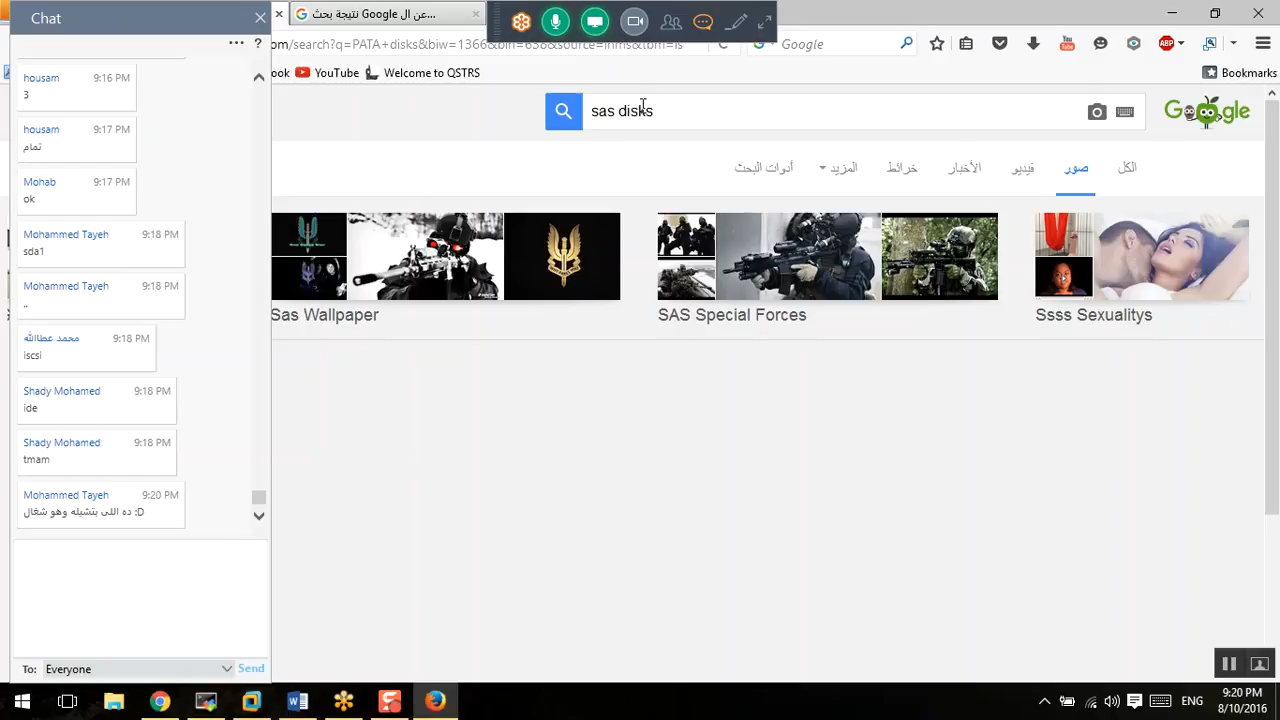 Chat
نتيجة بحث Google عن ال...
?
.com/search?q=PATA+disks&biw=1366&bih=658&source=lnms&tbm=is
Google
You
Tube
ABP
ook
YouTube
Welcome to QSTRS
Bookmarks
housam 9:16 PM
3
housam 9:17 PM
تمام
Mohab 9:17 PM
ok
Mohammed Tayeh 9:18 PM
sda1
Mohammed Tayeh 9:18 PM
..
محمد عطاالله 9:18 PM
iscsi
Shady Mohamed 9:18 PM
ide
Shady Mohamed 9:18 PM
tmam
Mohammed Tayeh 9:20 PM
ده اللى بتشيله وهو شغال :D
To: Everyone Send
sas disks
Google
الكل
صور
فيديو
الأخبار
خرائط
المزيد
أدوات البحث
Sas Wallpaper
SAS Special Forces
Ssss Sexualitys
ENG
9:20 PM
8/10/2016